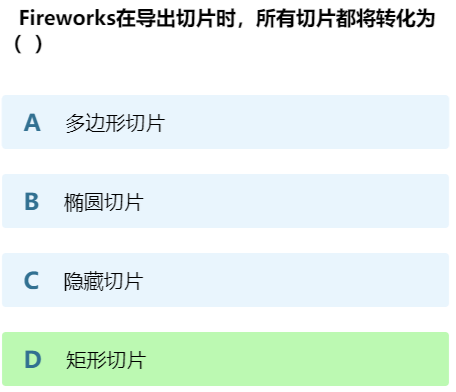 Fireworks在导出切片时，所有切片都将转化为
（ ）
A 多边形切片
B 椭圆切片
C 隐藏切片
D 矩形切片